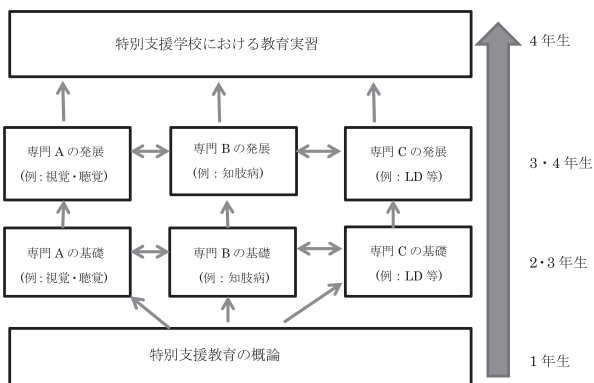 特別支援学校における教育実習
4年生
専門Aの発展
(例：視覚・聴覚)
専門Bの発展
(例：知肢病)
専門Cの発展
(例：LD等)
3・4年生
専門Aの基礎
(例：視覚・聴覚)
専門Bの基礎
(例：知肢病)
専門Cの基礎
(例：LD等)
2・3年生
特別支援教育の概論
1年生